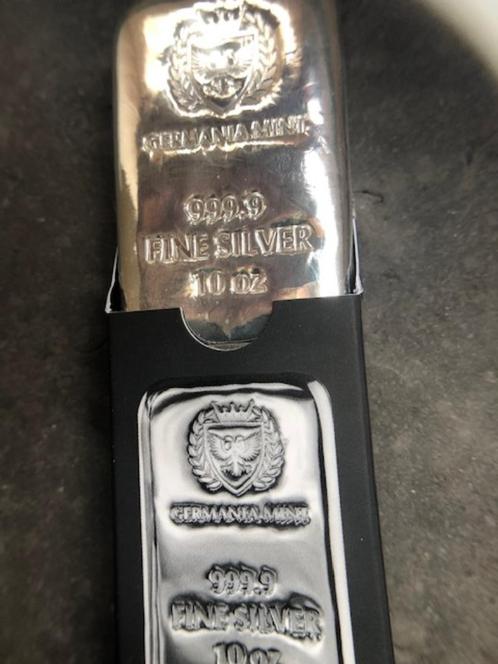 GERMANIA MINT
999.9
FINE SILVER
10 oz
GERMANIA MINT
999.9
FINE SILVER
10 oz